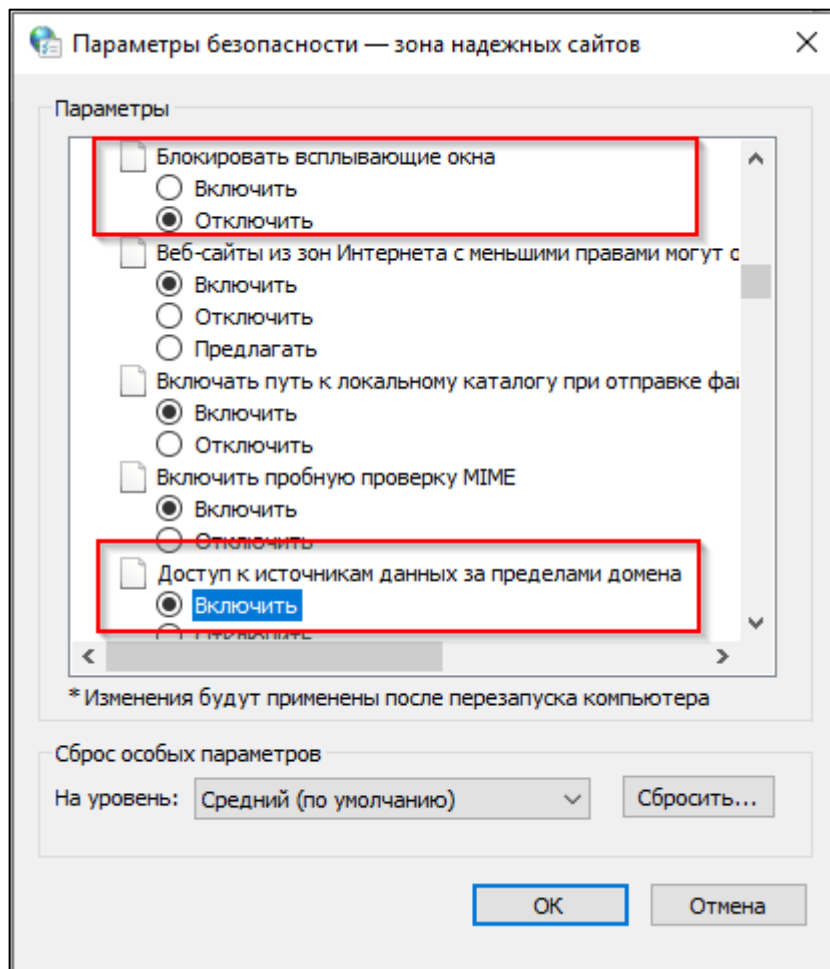 Параметры безопасности — зона надежных сайтов
Параметры
Блокировать всплывающие окна
Включить
Отключить
Веб-сайты из зон Интернета с меньшими правами могут о
Включить
Отключить
Предлагать
Включать путь к локальному каталогу при отправке фай
Включить
Отключить
Включить пробную проверку MIME
Включить
Отключить
Доступ к источникам данных за пределами домена
Включить
Отключить
* Изменения будут применены после перезапуска компьютера
Сброс особых параметров
На уровень: Средний (по умолчанию) Сбросить...
ОК Отмена